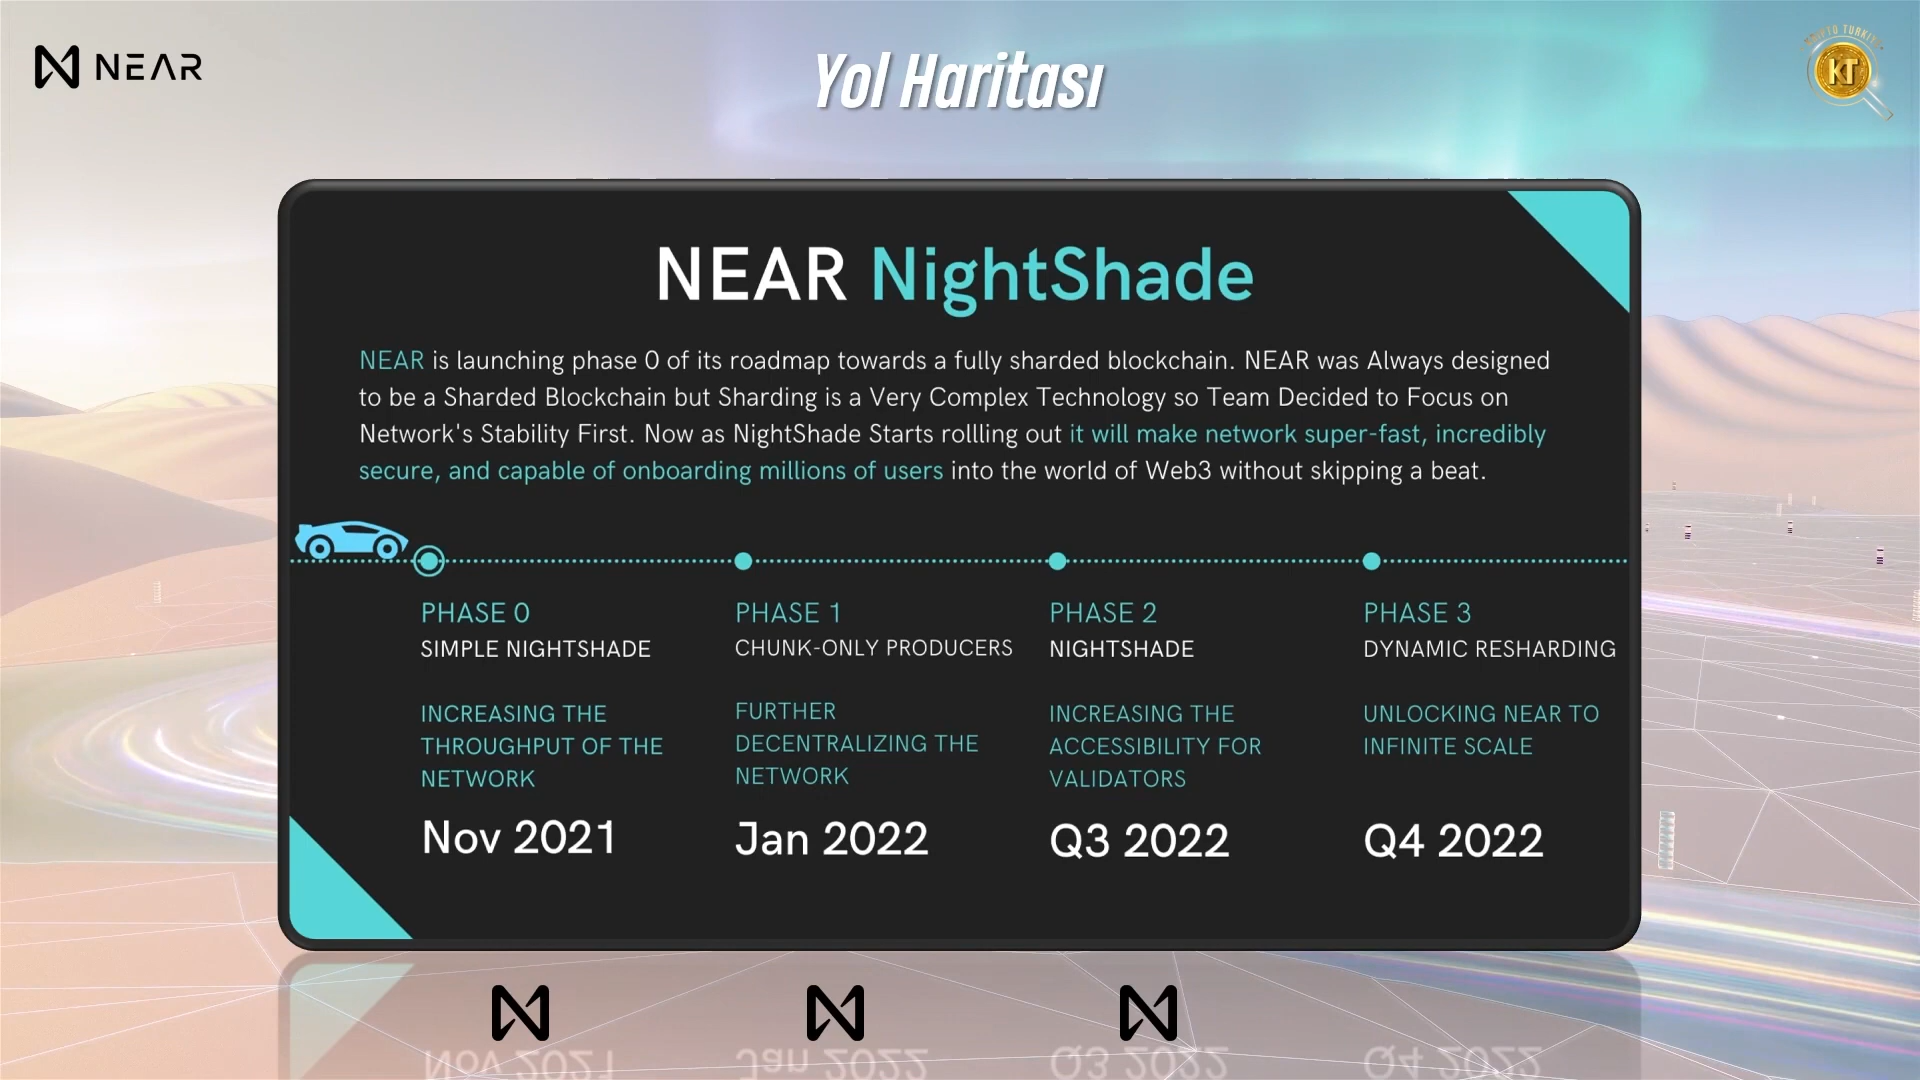 NEAR
Yol Haritası
KRIPTO TURKIYE
KT
NEAR NightShade
NEAR is launching phase 0 of its roadmap towards a fully sharded blockchain. NEAR was Always designed
to be a Sharded Blockchain but Sharding is a Very Complex Technology so Team Decided to Focus on
Network's Stability First. Now as NightShade Starts rollling out it will make network super-fast, incredibly
secure, and capable of onboarding millions of users into the world of Web3 without skipping a beat.
PHASE 0
SIMPLE NIGHTSHADE
INCREASING THE
THROUGHPUT OF THE
NETWORK
Nov 2021
PHASE 1
CHUNK-ONLY PRODUCERS
FURTHER
DECENTRALIZING THE
NETWORK
Jan 2022
PHASE 2
NIGHTSHADE
INCREASING THE
ACCESSIBILITY FOR
VALIDATORS
Q3 2022
PHASE 3
DYNAMIC RESHARDING
UNLOCKING NEAR TO
INFINITE SCALE
Q4 2022